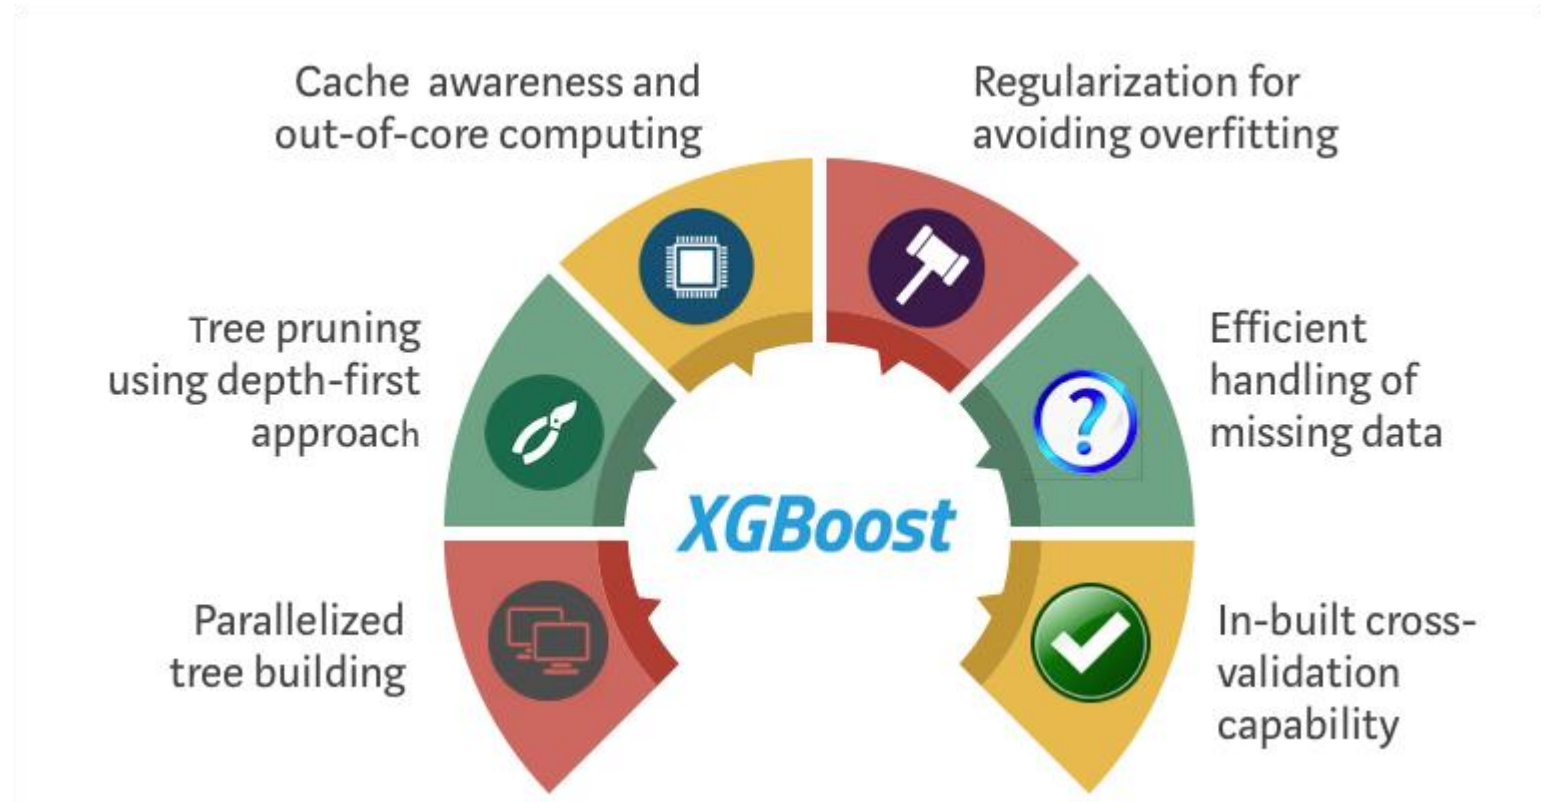 Cache awareness and
out-of-core computing
Regularization for
avoiding overfitting
Tree pruning
using depth-first
approach
Efficient
handling of
missing data
XGBoost
Parallelized
tree building
In-built cross-
validation
capability